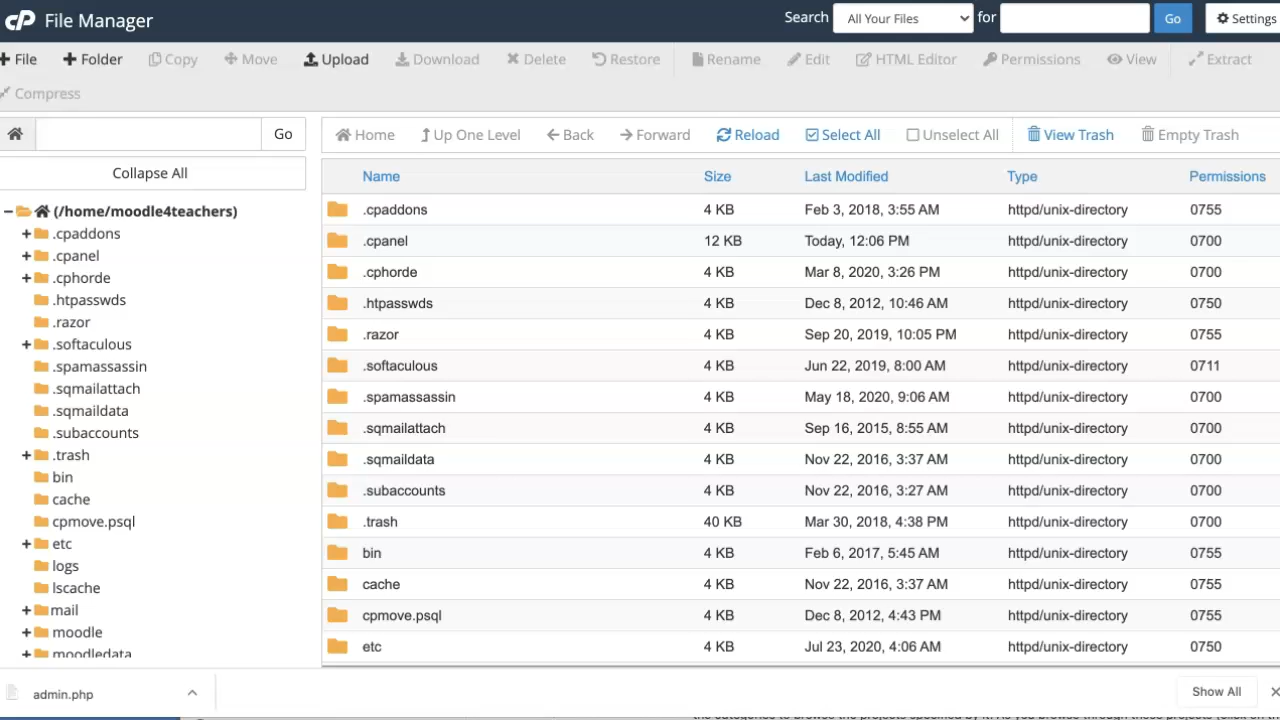 cP File Manager
Search All Your Files for Go Settings
File Folder Copy Move Upload Download Delete Restore Rename Edit HTML Editor Permissions View Extract
Compress
Go
Home Up One Level Back Forward Reload Select All Unselect All View Trash Empty Trash
Collapse All
(/home/moodle4teachers)
.cpaddons
.cpanel
.cphorde
.htpasswds
.razor
.softaculous
.spamassassin
.sqmailattach
.sqmaildata
.subaccounts
.trash
bin
cache
cpmove.psql
etc
logs
lscache
mail
moodle
moodledata
Name Size Last Modified Type Permissions
.cpaddons 4 KB Feb 3, 2018, 3:55 AM httpd/unix-directory 0755
.cpanel 12 KB Today, 12:06 PM httpd/unix-directory 0700
.cphorde 4 KB Mar 8, 2020, 3:26 PM httpd/unix-directory 0700
.htpasswds 4 KB Dec 8, 2012, 10:46 AM httpd/unix-directory 0750
.razor 4 KB Sep 20, 2019, 10:05 PM httpd/unix-directory 0755
.softaculous 4 KB Jun 22, 2019, 8:00 AM httpd/unix-directory 0711
.spamassassin 4 KB May 18, 2020, 9:06 AM httpd/unix-directory 0700
.sqmailattach 4 KB Sep 16, 2015, 8:55 AM httpd/unix-directory 0700
.sqmaildata 4 KB Nov 22, 2016, 3:37 AM httpd/unix-directory 0700
.subaccounts 4 KB Nov 22, 2016, 3:27 AM httpd/unix-directory 0700
.trash 40 KB Mar 30, 2018, 4:38 PM httpd/unix-directory 0700
bin 4 KB Feb 6, 2017, 5:45 AM httpd/unix-directory 0755
cache 4 KB Nov 22, 2016, 3:37 AM httpd/unix-directory 0755
cpmove.psql 4 KB Dec 8, 2012, 4:43 PM httpd/unix-directory 0755
etc 4 KB Jul 23, 2020, 4:06 AM httpd/unix-directory 0750
admin.php Show All